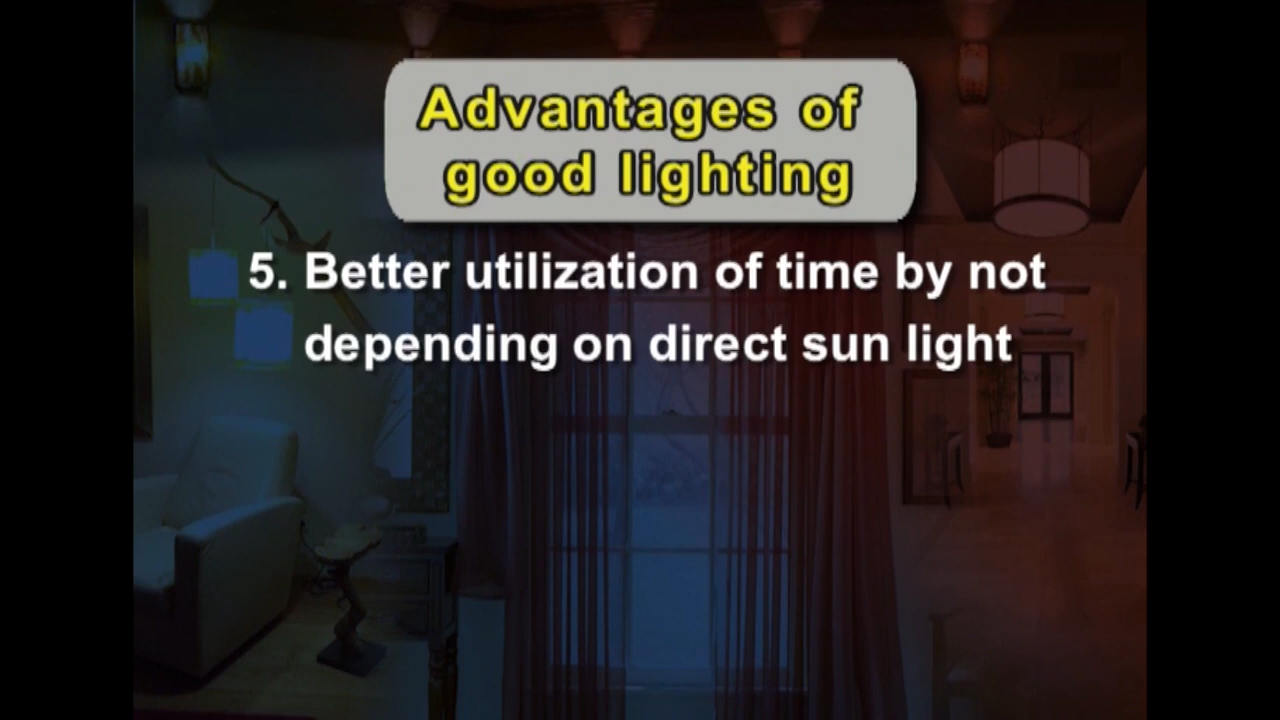 Advantages of
good lighting
5. Better utilization of time by not
depending on direct sun light